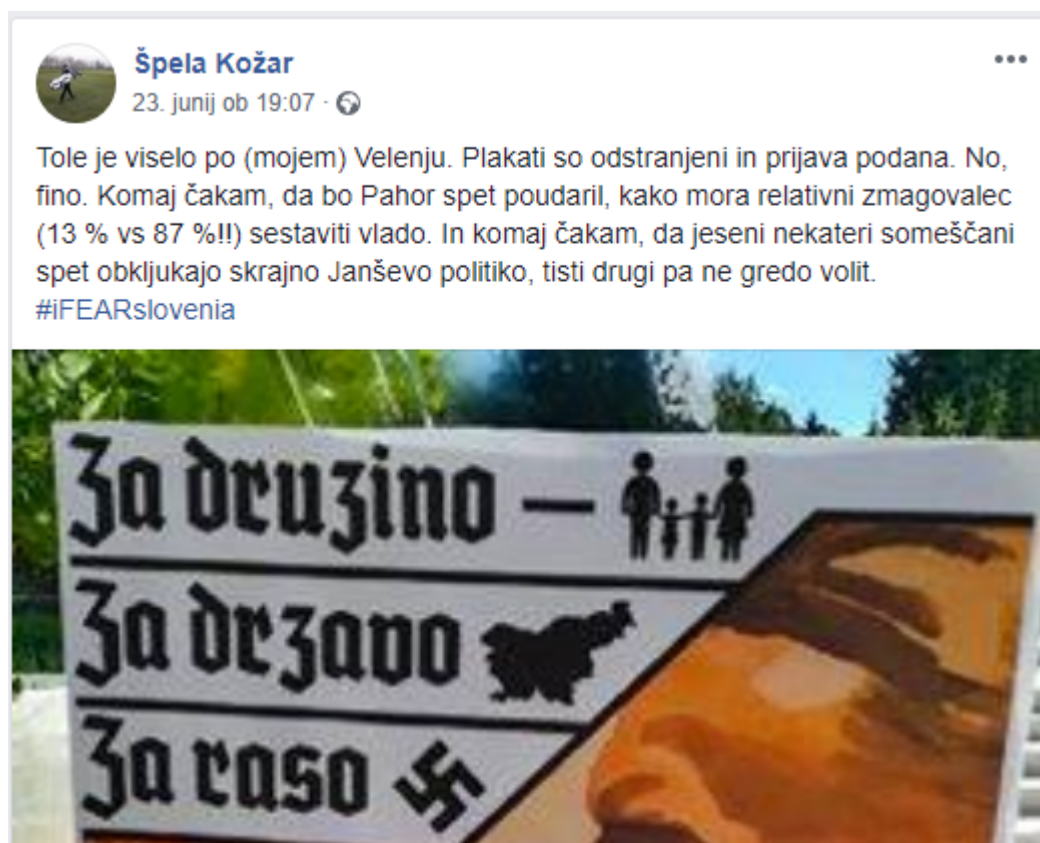 Špela Kožar
23. junij ob 19:07 ·
Tole je viselo po (mojem) Velenju. Plakati so odstranjeni in prijava podana. No,
fino. Komaj čakam, da bo Pahor spet poudaril, kako mora relativni zmagovalec
(13 % vs 87 %!!) sestaviti vlado. In komaj čakam, da jeseni nekateri someščani
spet obkljukajo skrajno Janševo politiko, tisti drugi pa ne gredo volit.
#iFEARslovenia
Za druzino —
Za drzavo
Za raso